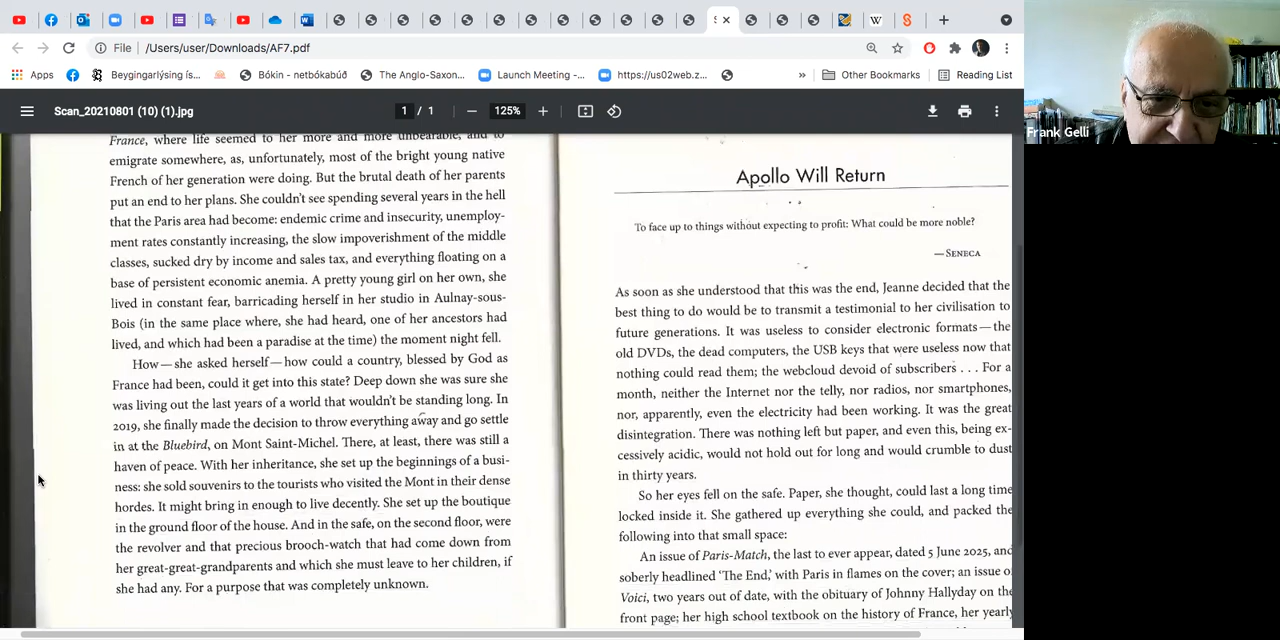 File
/Users/user/Downloads/AF7.pdf
Apps
Beygingarlýsing ís...
Bókin - netbókabúð
The Anglo-Saxon...
Launch Meeting -...
https://us02web.z...
»
Other Bookmarks
Reading List
Scan_20210801 (10) (1).jpg
1 / 1
125%
Frank Gelli
France, where life seemed to her more and more unbearable, and to
emigrate somewhere, as, unfortunately, most of the bright young native
French of her generation were doing. But the brutal death of her parents
put an end to her plans. She couldn't see spending several years in the hell
that the Paris area had become: endemic crime and insecurity, unemploy-
ment rates constantly increasing, the slow impoverishment of the middle
classes, sucked dry by income and sales tax, and everything floating on a
base of persistent economic anemia. A pretty young girl on her own, she
lived in constant fear, barricading herself in her studio in Aulnay-sous-
Bois (in the same place where, she had heard, one of her ancestors had
lived, and which had been a paradise at the time) the moment night fell.
How—she asked herself—how could a country, blessed by God as
France had been, could it get into this state? Deep down she was sure she
was living out the last years of a world that wouldn't be standing long. In
2019, she finally made the decision to throw everything away and go settle
in at the Bluebird, on Mont Saint-Michel. There, at least, there was still a
haven of peace. With her inheritance, she set up the beginnings of a busi-
ness: she sold souvenirs to the tourists who visited the Mont in their dense
hordes. It might bring in enough to live decently. She set up the boutique
in the ground floor of the house. And in the safe, on the second floor, were
the revolver and that precious brooch-watch that had come down from
her great-great-grandparents and which she must leave to her children, if
she had any. For a purpose that was completely unknown.
Apollo Will Return
To face up to things without expecting to profit: What could be more noble?
—SENECA
As soon as she understood that this was the end, Jeanne decided that the
best thing to do would be to transmit a testimonial to her civilisation to
future generations. It was useless to consider electronic formats—the
old DVDs, the dead computers, the USB keys that were useless now that
nothing could read them; the webcloud devoid of subscribers . . . For a
month, neither the Internet nor the telly, nor radios, nor smartphones,
nor, apparently, even the electricity had been working. It was the great
disintegration. There was nothing left but paper, and even this, being ex-
cessively acidic, would not hold out for long and would crumble to dust
in thirty years.
So her eyes fell on the safe. Paper, she thought, could last a long time
locked inside it. She gathered up everything she could, and packed the
following into that small space:
An issue of Paris-Match, the last to ever appear, dated 5 June 2025, and
soberly headlined 'The End,' with Paris in flames on the cover; an issue o
Voici, two years out of date, with the obituary of Johnny Hallyday on the
front page; her high school textbook on the history of France, her yearly